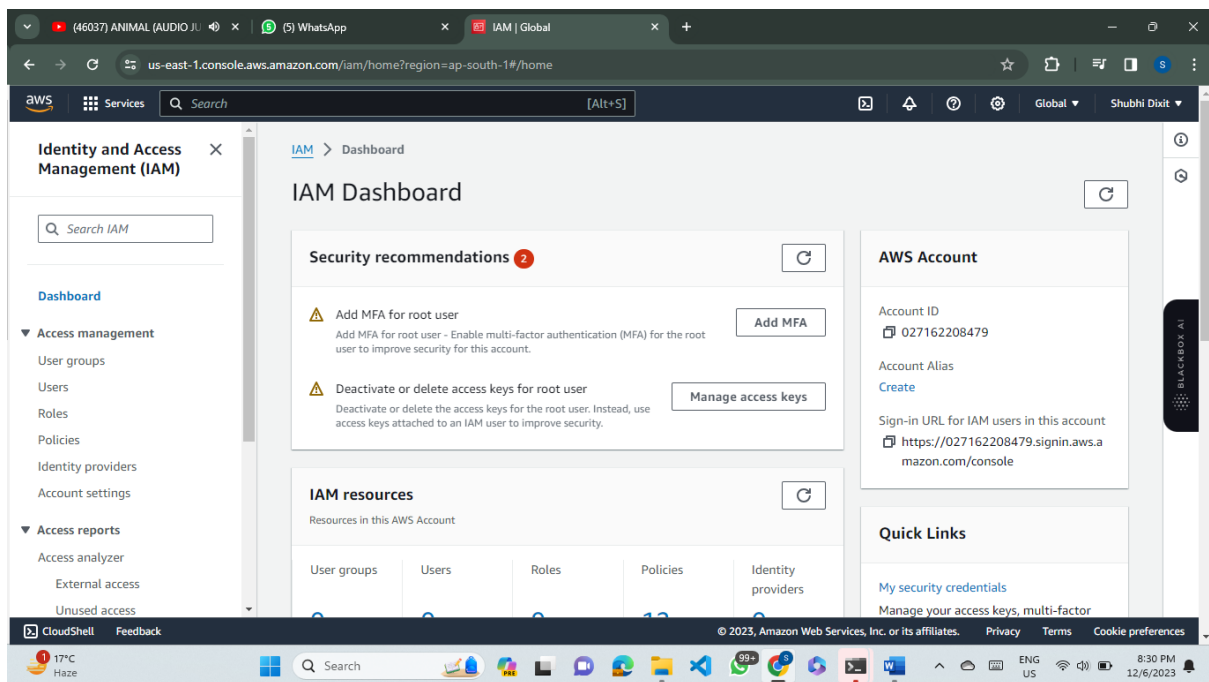 (46037) ANIMAL (AUDIO JU
(5) WhatsApp
IAM | Global
us-east-1.console.aws.amazon.com/iam/home?region=ap-south-1#/home
S
aws Services Search [Alt+S] Global Shubhi Dixit
Identity and Access
Management (IAM)
Search IAM
Dashboard
Access management
User groups
Users
Roles
Policies
Identity providers
Account settings
Access reports
Access analyzer
External access
Unused access
IAM > Dashboard
IAM Dashboard
Security recommendations 2
Add MFA for root user
Add MFA for root user - Enable multi-factor authentication (MFA) for the root
user to improve security for this account.
Add MFA
Deactivate or delete access keys for root user
Deactivate or delete the access keys for the root user. Instead, use
access keys attached to an IAM user to improve security.
Manage access keys
IAM resources
Resources in this AWS Account
User groups Users Roles Policies Identity
providers
AWS Account
Account ID
027162208479
Account Alias
Create
Sign-in URL for IAM users in this account
https://027162208479.signin.aws.a
mazon.com/console
Quick Links
My security credentials
Manage your access keys, multi-factor
BLACKBOX AI
CloudShell Feedback © 2023, Amazon Web Services, Inc. or its affiliates. Privacy Terms Cookie preferences
1 17°C
Haze
Search
PRE
99+
S
ENG
US
8:30 PM
12/6/2023